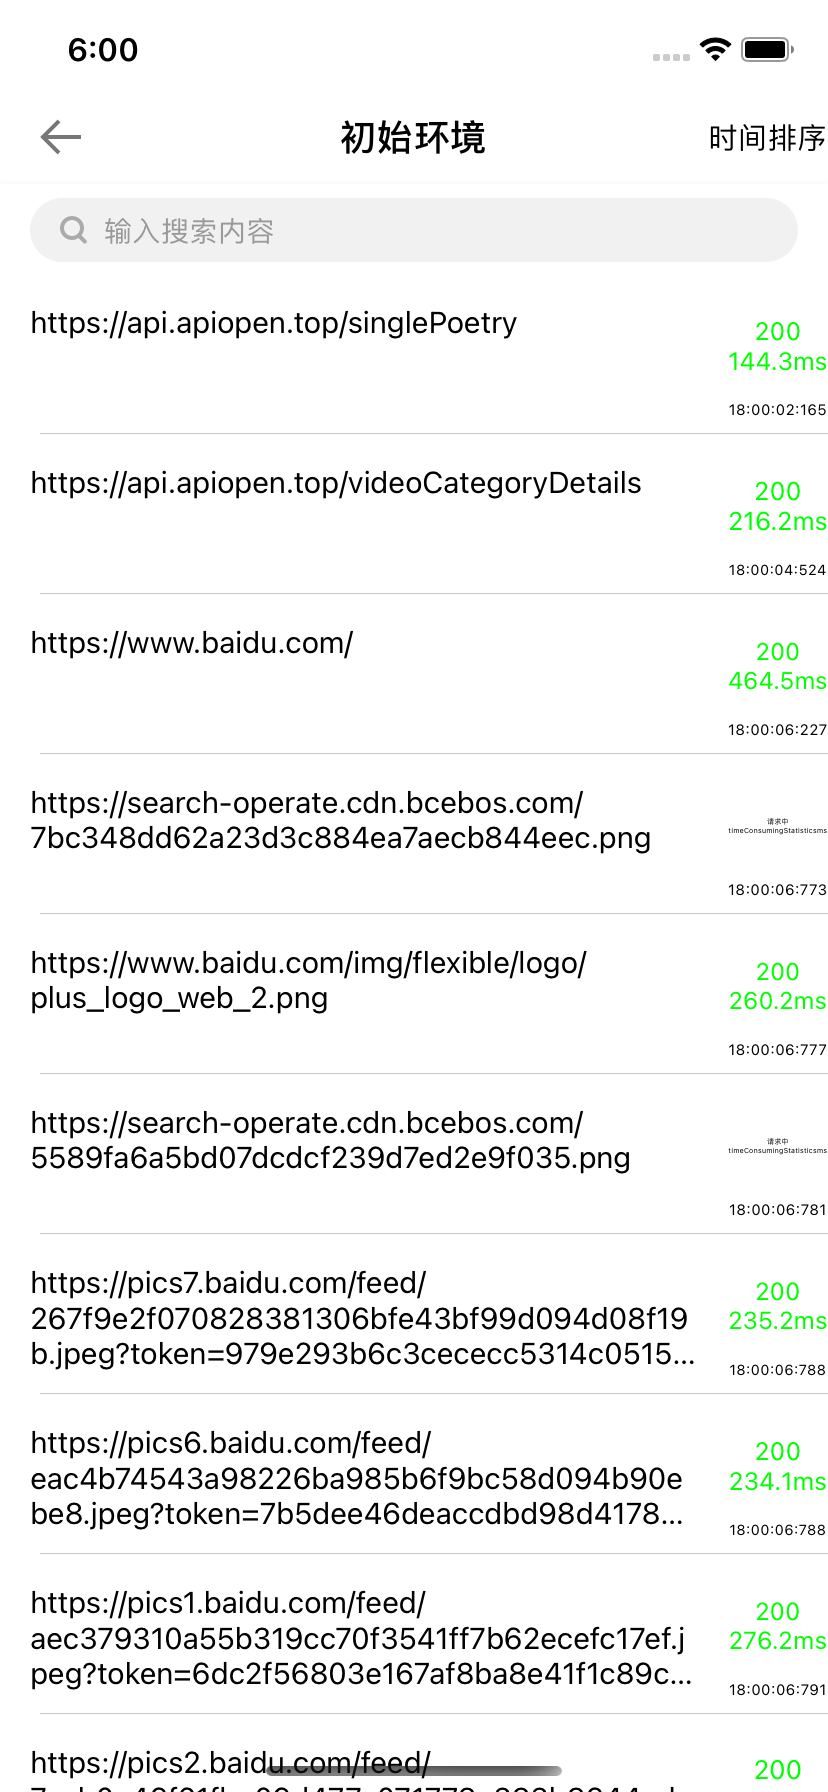 6:00
初始环境
时间排序
输入搜索内容
https://api.apiopen.top/singlePoetry
200
144.3ms
18:00:02:165
https://api.apiopen.top/videoCategoryDetails
200
216.2ms
18:00:04:524
https://www.baidu.com/
200
464.5ms
18:00:06:227
https://search-operate.cdn.bcebos.com/
7bc348dd62a23d3c884ea7aecb844eec.png
请求中
timeConsumingStatisticsms
18:00:06:773
https://www.baidu.com/img/flexible/logo/
plus_logo_web_2.png
200
260.2ms
18:00:06:777
https://search-operate.cdn.bcebos.com/
5589fa6a5bd07dcdcf239d7ed2e9f035.png
请求中
timeConsumingStatisticsms
18:00:06:781
https://pics7.baidu.com/feed/
267f9e2f070828381306bfe43bf99d094d08f19
b.jpeg?token=979e293b6c3cececc5314c0515...
200
235.2ms
18:00:06:788
https://pics6.baidu.com/feed/
eac4b74543a98226ba985b6f9bc58d094b90e
be8.jpeg?token=7b5dee46deaccdbd98d4178...
200
234.1ms
18:00:06:788
https://pics1.baidu.com/feed/
aec379310a55b319cc70f3541ff7b62ecefc17ef.j
peg?token=6dc2f56803e167af8ba8e41f1c89c...
200
276.2ms
18:00:06:791
https://pics2.baidu.com/feed/
200